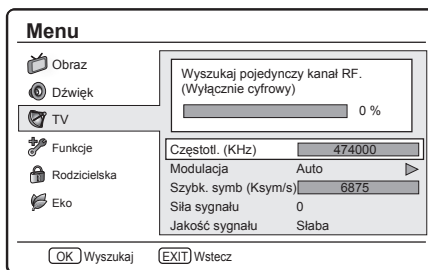 Menu
Obraz
Dźwięk
TV
Funkcje
Rodzicielska
Eko
Wyszukaj pojedynczy kanał RF.
(Wyłącznie cyfrowy)
0 %
Częstotl. (KHz) 474000
Modulacja Auto
Szybk. symb (Ksym/s) 6875
Siła sygnału 0
Jakość sygnału Słaba
OK Wyszukaj EXIT Wstecz